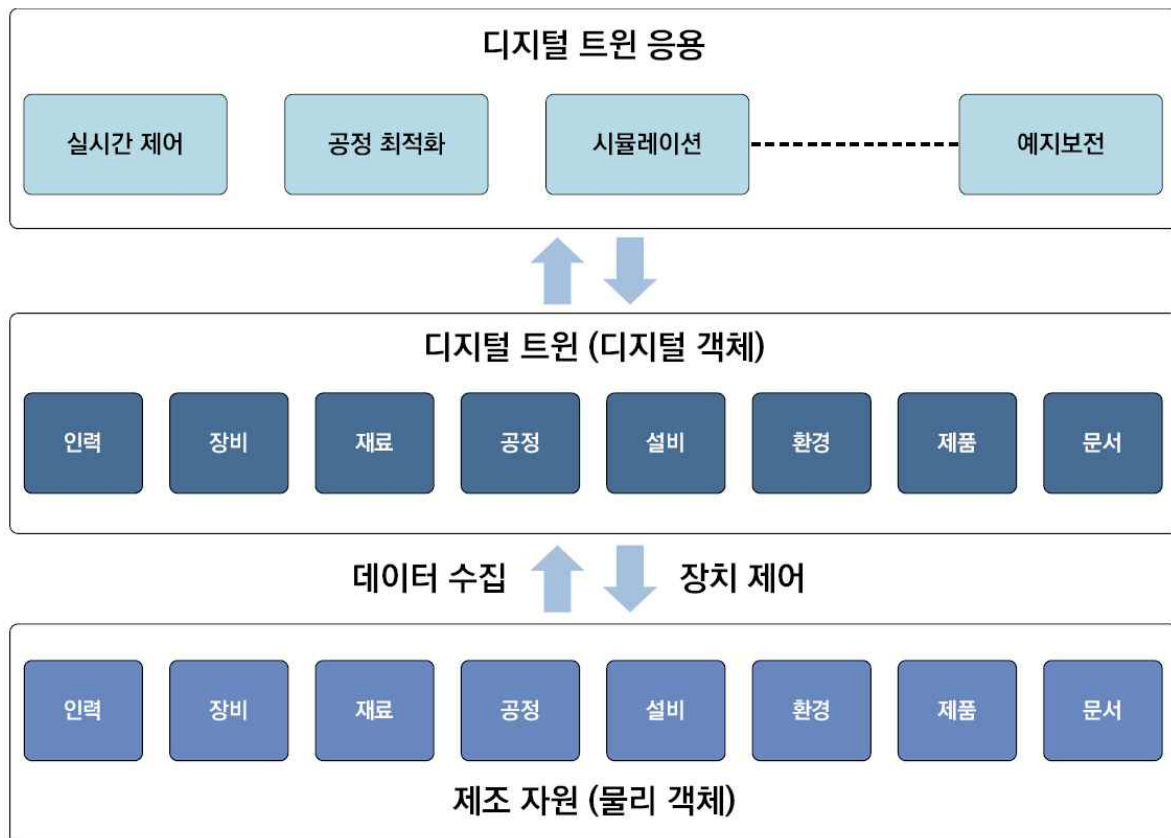 디지털 트윈 응용
실시간 제어 공정 최적화 시뮬레이션 예지보전
디지털 트윈 (디지털 객체)
인력 장비 재료 공정 설비 환경 제품 문서
데이터 수집 장치 제어
인력 장비 재료 공정 설비 환경 제품 문서
제조 자원 (물리 객체)